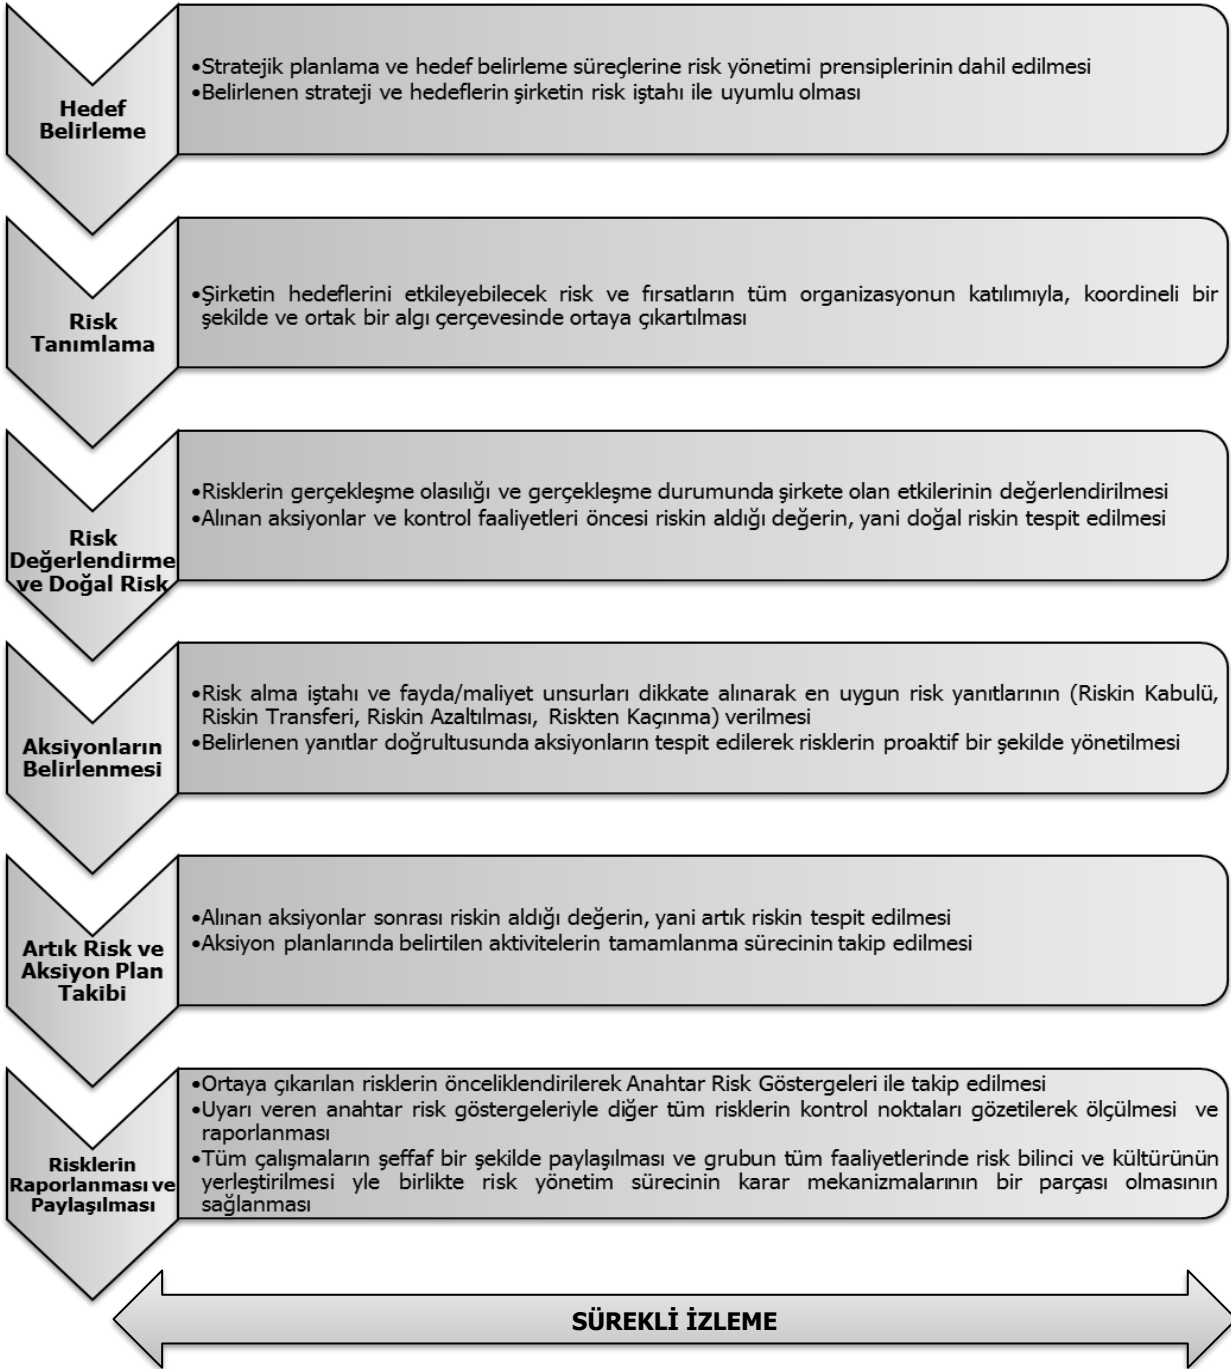 Hedef
Belirleme
•Stratejik planlama ve hedef belirleme süreçlerine risk yönetimi prensiplerinin dahil edilmesi
•Belirlenen strateji ve hedeflerin şirketin risk iştahı ile uyumlu olması
Risk
Tanımlama
•Şirketin hedeflerini etkileyebilecek risk ve fırsatların tüm organizasyonun katılımıyla, koordineli bir
şekilde ve ortak bir algı çerçevesinde ortaya çıkartılması
Risk
Değerlendirme
ve Doğal Risk
•Risklerin gerçekleşme olasılığı ve gerçekleşme durumunda şirkete olan etkilerinin değerlendirilmesi
•Alınan aksiyonlar ve kontrol faaliyetleri öncesi riskin aldığı değerin, yani doğal riskin tespit edilmesi
Aksiyonların
Belirlenmesi
•Risk alma iştahı ve fayda/maliyet unsurları dikkate alınarak en uygun risk yanıtlarının (Riskin Kabulü,
Riskin Transferi, Riskin Azaltılması, Riskten Kaçınma) verilmesi
•Belirlenen yanıtlar doğrultusunda aksiyonların tespit edilerek risklerin proaktif bir şekilde yönetilmesi
Artık Risk ve
Aksiyon Plan
Takibi
•Alınan aksiyonlar sonrası riskin aldığı değerin, yani artık riskin tespit edilmesi
•Aksiyon planlarında belirtilen aktivitelerin tamamlanma sürecinin takip edilmesi
Risklerin
Raporlanması ve
Paylaşılması
•Ortaya çıkarılan risklerin önceliklendirilerek Anahtar Risk Göstergeleri ile takip edilmesi
•Uyarı veren anahtar risk göstergeleriyle diğer tüm risklerin kontrol noktaları gözetilerek ölçülmesi ve
raporlanması
•Tüm çalışmaların şeffaf bir şekilde paylaşılması ve grubun tüm faaliyetlerinde risk bilinci ve kültürünün
yerleştirilmesi yle birlikte risk yönetim sürecinin karar mekanizmalarının bir parçası olmasının
sağlanması
SÜREKLİ İZLEME